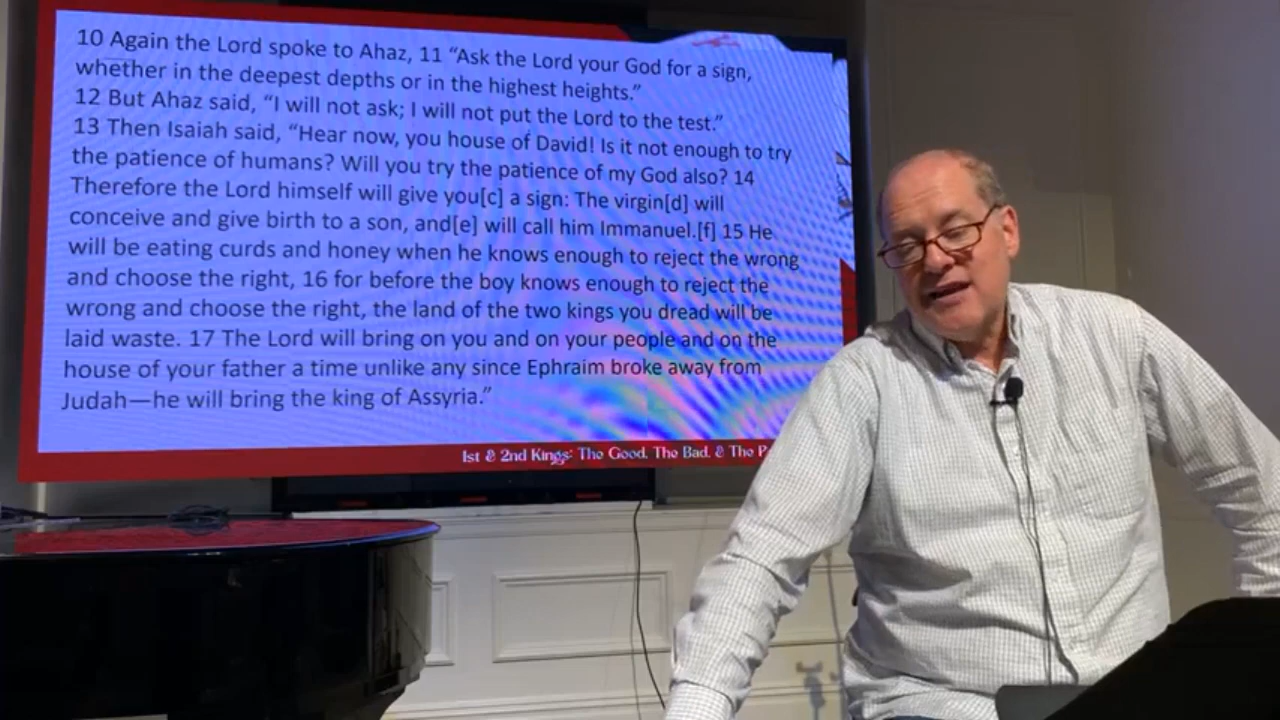 10 Again the Lord spoke to Ahaz, 11 “Ask the Lord your God for a sign,
whether in the deepest depths or in the highest heights.”
12 But Ahaz said, “I will not ask; I will not put the Lord to the test.”
13 Then Isaiah said, “Hear now, you house of David! Is it not enough to try
the patience of humans? Will you try the patience of my God also? 14
Therefore the Lord himself will give you[c] a sign: The virgin[d] will
conceive and give birth to a son, and[e] will call him Immanuel.[f] 15 He
will be eating curds and honey when he knows enough to reject the wrong
and choose the right, 16 for before the boy knows enough to reject the
wrong and choose the right, the land of the two kings you dread will be
laid waste. 17 The Lord will bring on you and on your people and on the
house of your father a time unlike any since Ephraim broke away from
Judah—he will bring the king of Assyria.”
1st & 2nd Kings: The Good, The Bad, & The